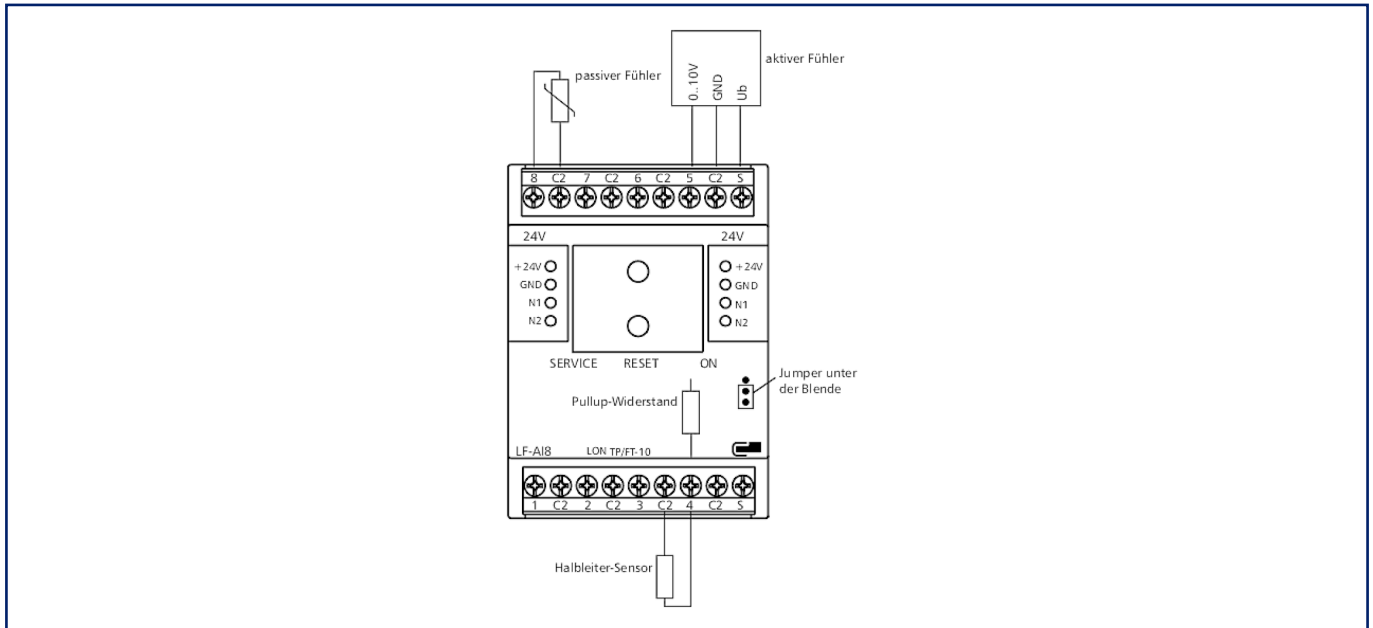 passiver Fühler
aktiver Fühler
0..10V
GND
Ub
8 C2 7 C2 6 C2 5 C2 S
24V 24V
+24V +24V
GND GND
N1 N1
N2 N2
SERVICE RESET ON
Jumper unter
der Blende
Pullup-Widerstand
LF-AI8 LON TP/FT-10
1 C2 2 C2 3 C2 4 C2 S
Halbleiter-Sensor